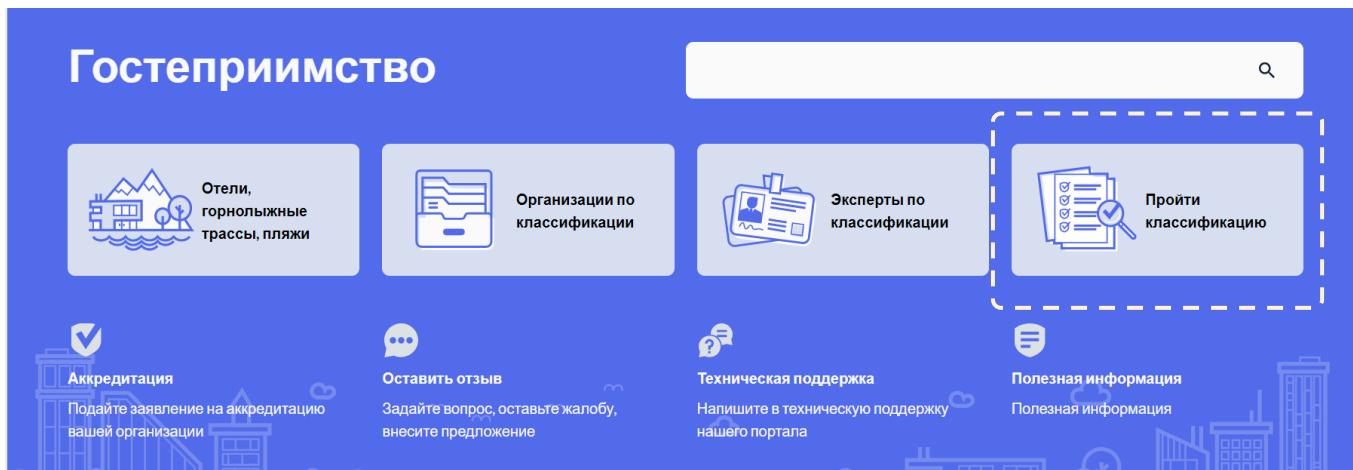 Гостеприимство
Отели,
горнолыжные
трассы, пляжи
Организации по
классификации
Эксперты по
классификации
Пройти
классификацию
Аккредитация
Подайте заявление на аккредитацию
вашей организации
Оставить отзыв
Задайте вопрос, оставьте жалобу,
внесите предложение
Техническая поддержка
Напишите в техническую поддержку
нашего портала
Полезная информация
Полезная информация